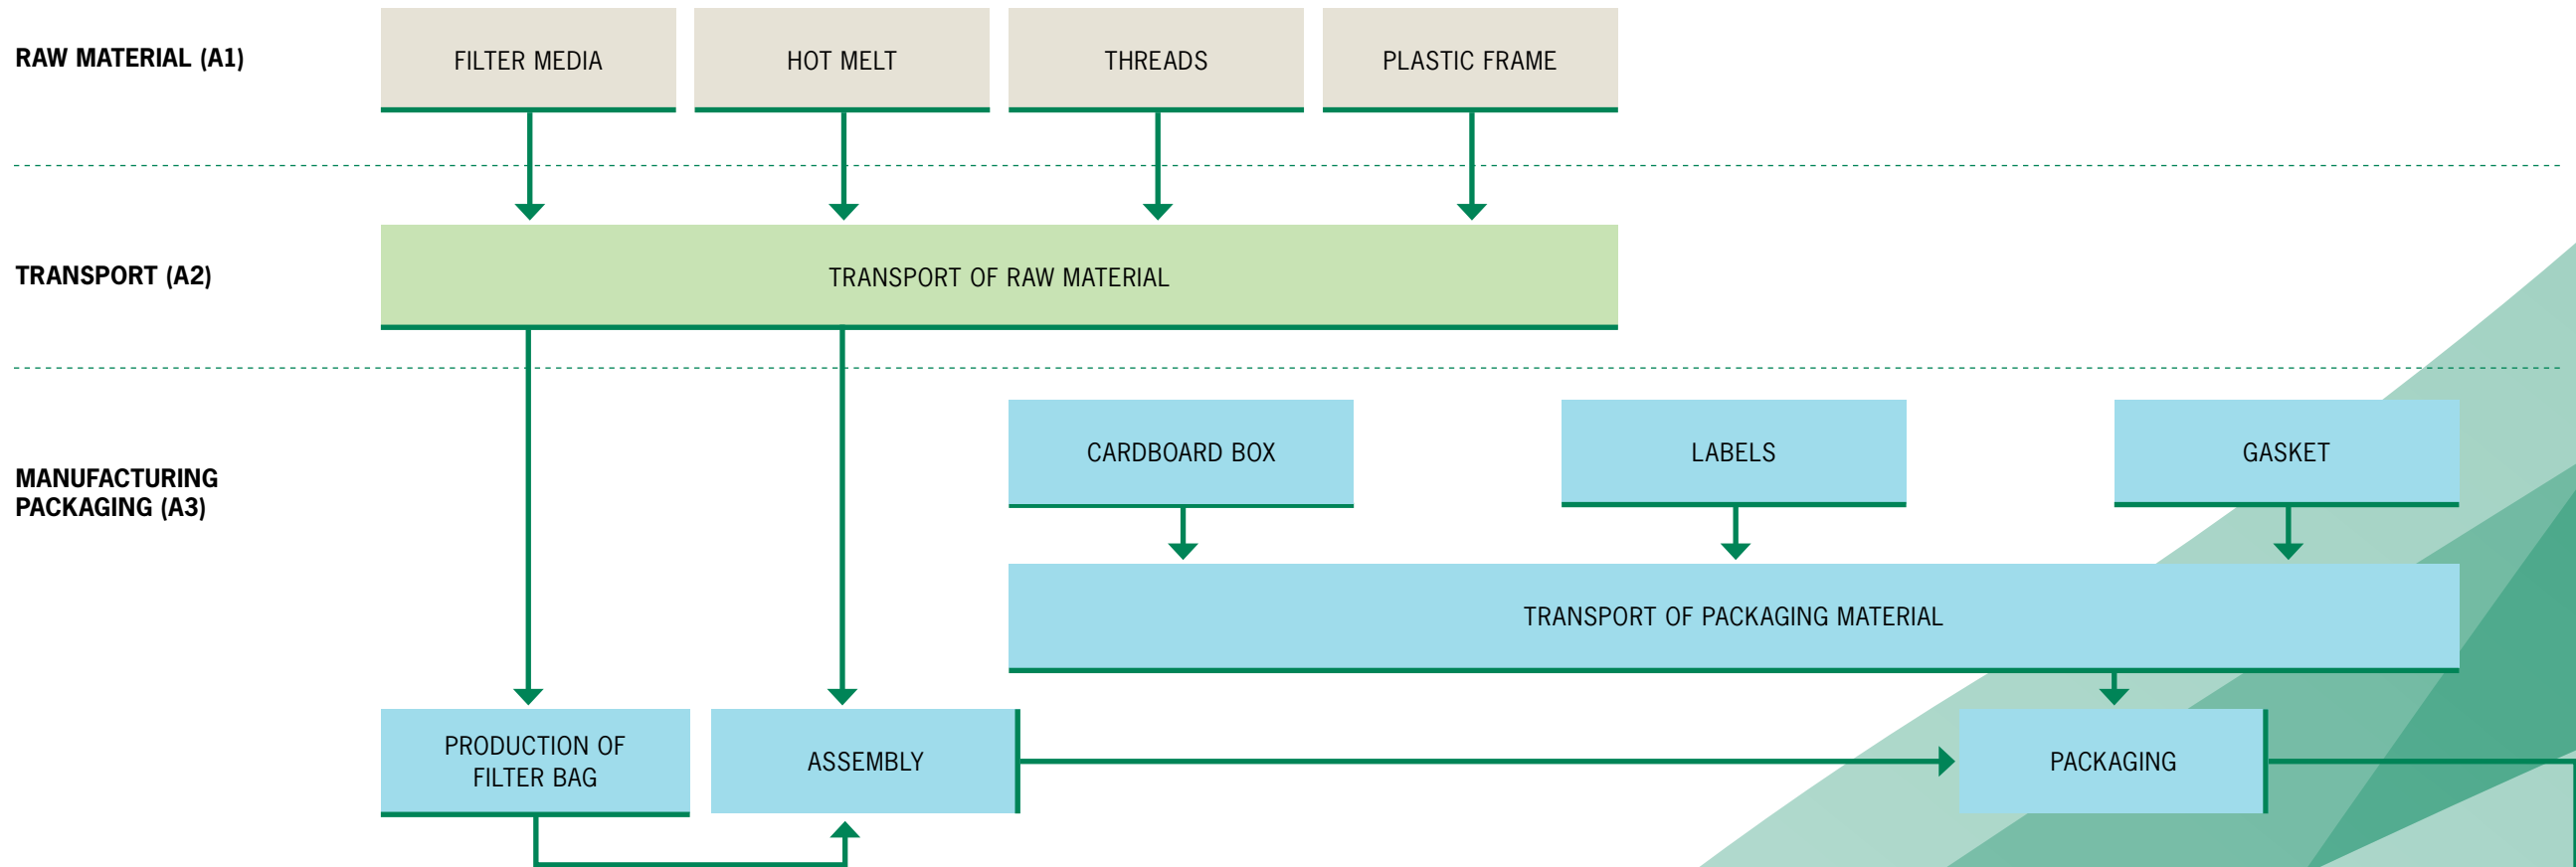 RAW MATERIAL (A1)
FILTER MEDIA
HOT MELT
THREADS
PLASTIC FRAME
TRANSPORT (A2)
TRANSPORT OF RAW MATERIAL
MANUFACTURING
PACKAGING (A3)
CARDBOARD BOX
LABELS
GASKET
TRANSPORT OF PACKAGING MATERIAL
PRODUCTION OF
FILTER BAG
ASSEMBLY
PACKAGING